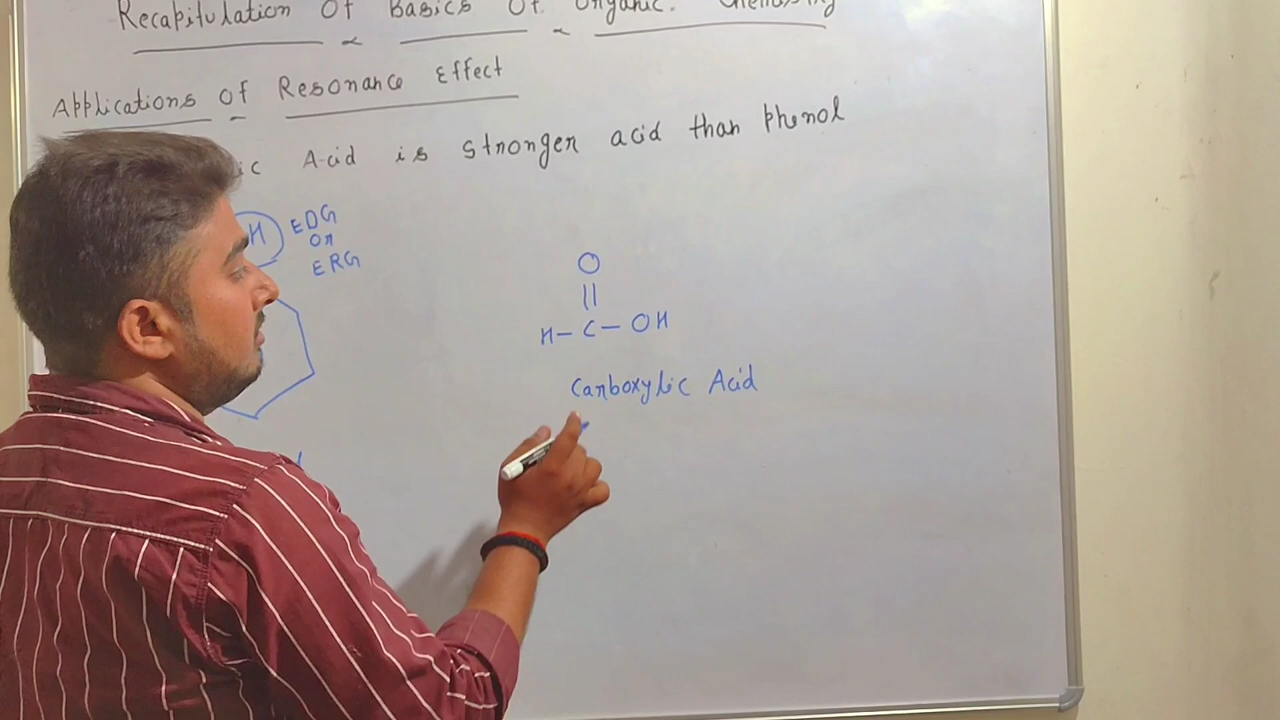 Recapitulation Of Basics Of Organic Chemistry
Applications of Resonance Effect
ic Acid is stronger acid than phenol
H EDG
or
ERG
O
||
H-C-OH
Carboxylic Acid